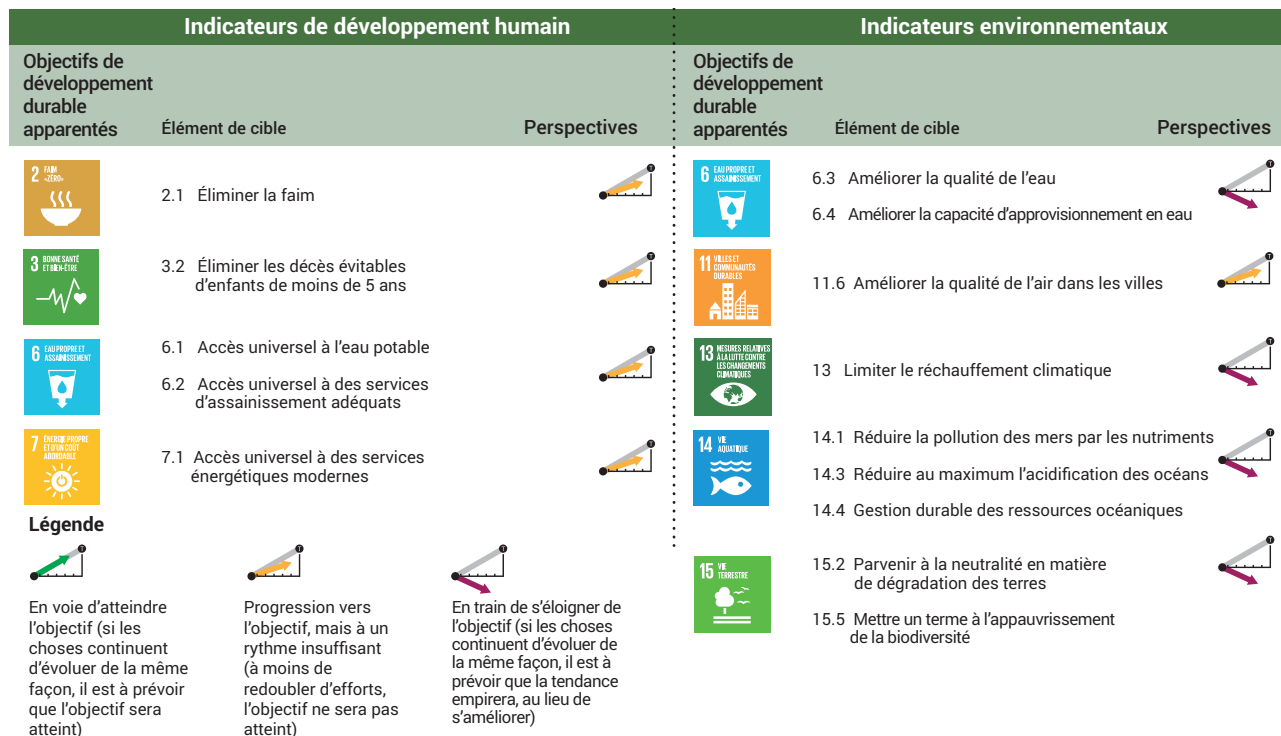 Indicateurs de développement humain
Objectifs de
développement
durable
apparentés
Élément de cible
Perspectives
2 FAIM
«ZÉRO»
2.1 Éliminer la faim
T
3 BONNE SANTÉ
ET BIEN-ÊTRE
3.2 Éliminer les décès évitables
d'enfants de moins de 5 ans
T
6 EAU PROPRE ET
ASSAINISSEMENT
6.1 Accès universel à l'eau potable
6.2 Accès universel à des services
d'assainissement adéquats
T
7 ÉNERGIE PROPRE
ET D'UN COÛT
ABORDABLE
7.1 Accès universel à des services
énergétiques modernes
T
Légende
T
En voie d'atteindre
l'objectif (si les
choses continuent
d'évoluer de la même
façon, il est à prévoir
que l'objectif sera
atteint)
T
Progression vers
l'objectif, mais à un
rythme insuffisant
(à moins de
redoubler d'efforts,
l'objectif ne sera pas
atteint)
T
En train de s'éloigner de
l'objectif (si les choses
continuent d'évoluer de
la même façon, il est à
prévoir que la tendance
empirera, au lieu de
s'améliorer)
Indicateurs environnementaux
Objectifs de
développement
durable
apparentés
Élément de cible
Perspectives
6 EAU PROPRE ET
ASSAINISSEMENT
6.3 Améliorer la qualité de l'eau
6.4 Améliorer la capacité d'approvisionnement en eau
T
11 VILLES ET
COMMUNAUTÉS
DURABLES
11.6 Améliorer la qualité de l'air dans les villes
T
13 MESURES RELATIVES
À LA LUTTE CONTRE
LES CHANGEMENTS
CLIMATIQUES
13 Limiter le réchauffement climatique
T
14 VIE
AQUATIQUE
14.1 Réduire la pollution des mers par les nutriments
14.3 Réduire au maximum l'acidification des océans
14.4 Gestion durable des ressources océaniques
T
15 VIE
TERRESTRE
15.2 Parvenir à la neutralité en matière
de dégradation des terres
15.5 Mettre un terme à l'appauvrissement
de la biodiversité
T